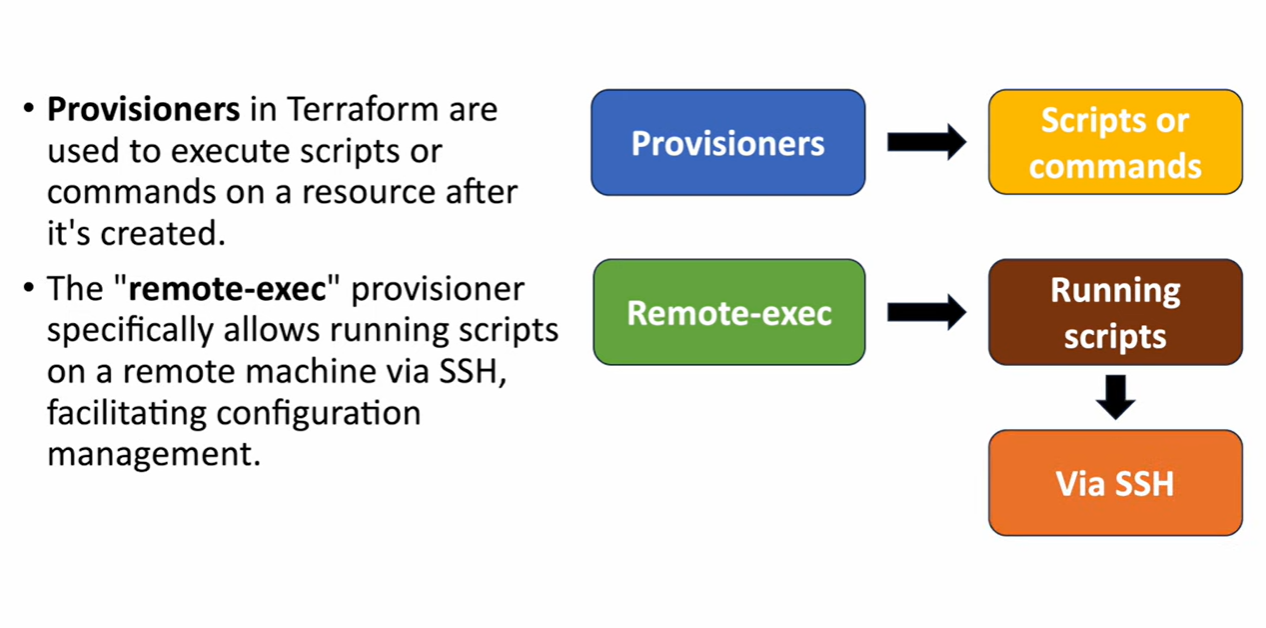 • Provisioners in Terraform are
used to execute scripts or
commands on a resource after
it's created.
• The "remote-exec" provisioner
specifically allows running scripts
on a remote machine via SSH,
facilitating configuration
management.
Provisioners
Scripts or
commands
Remote-exec
Running
scripts
Via SSH